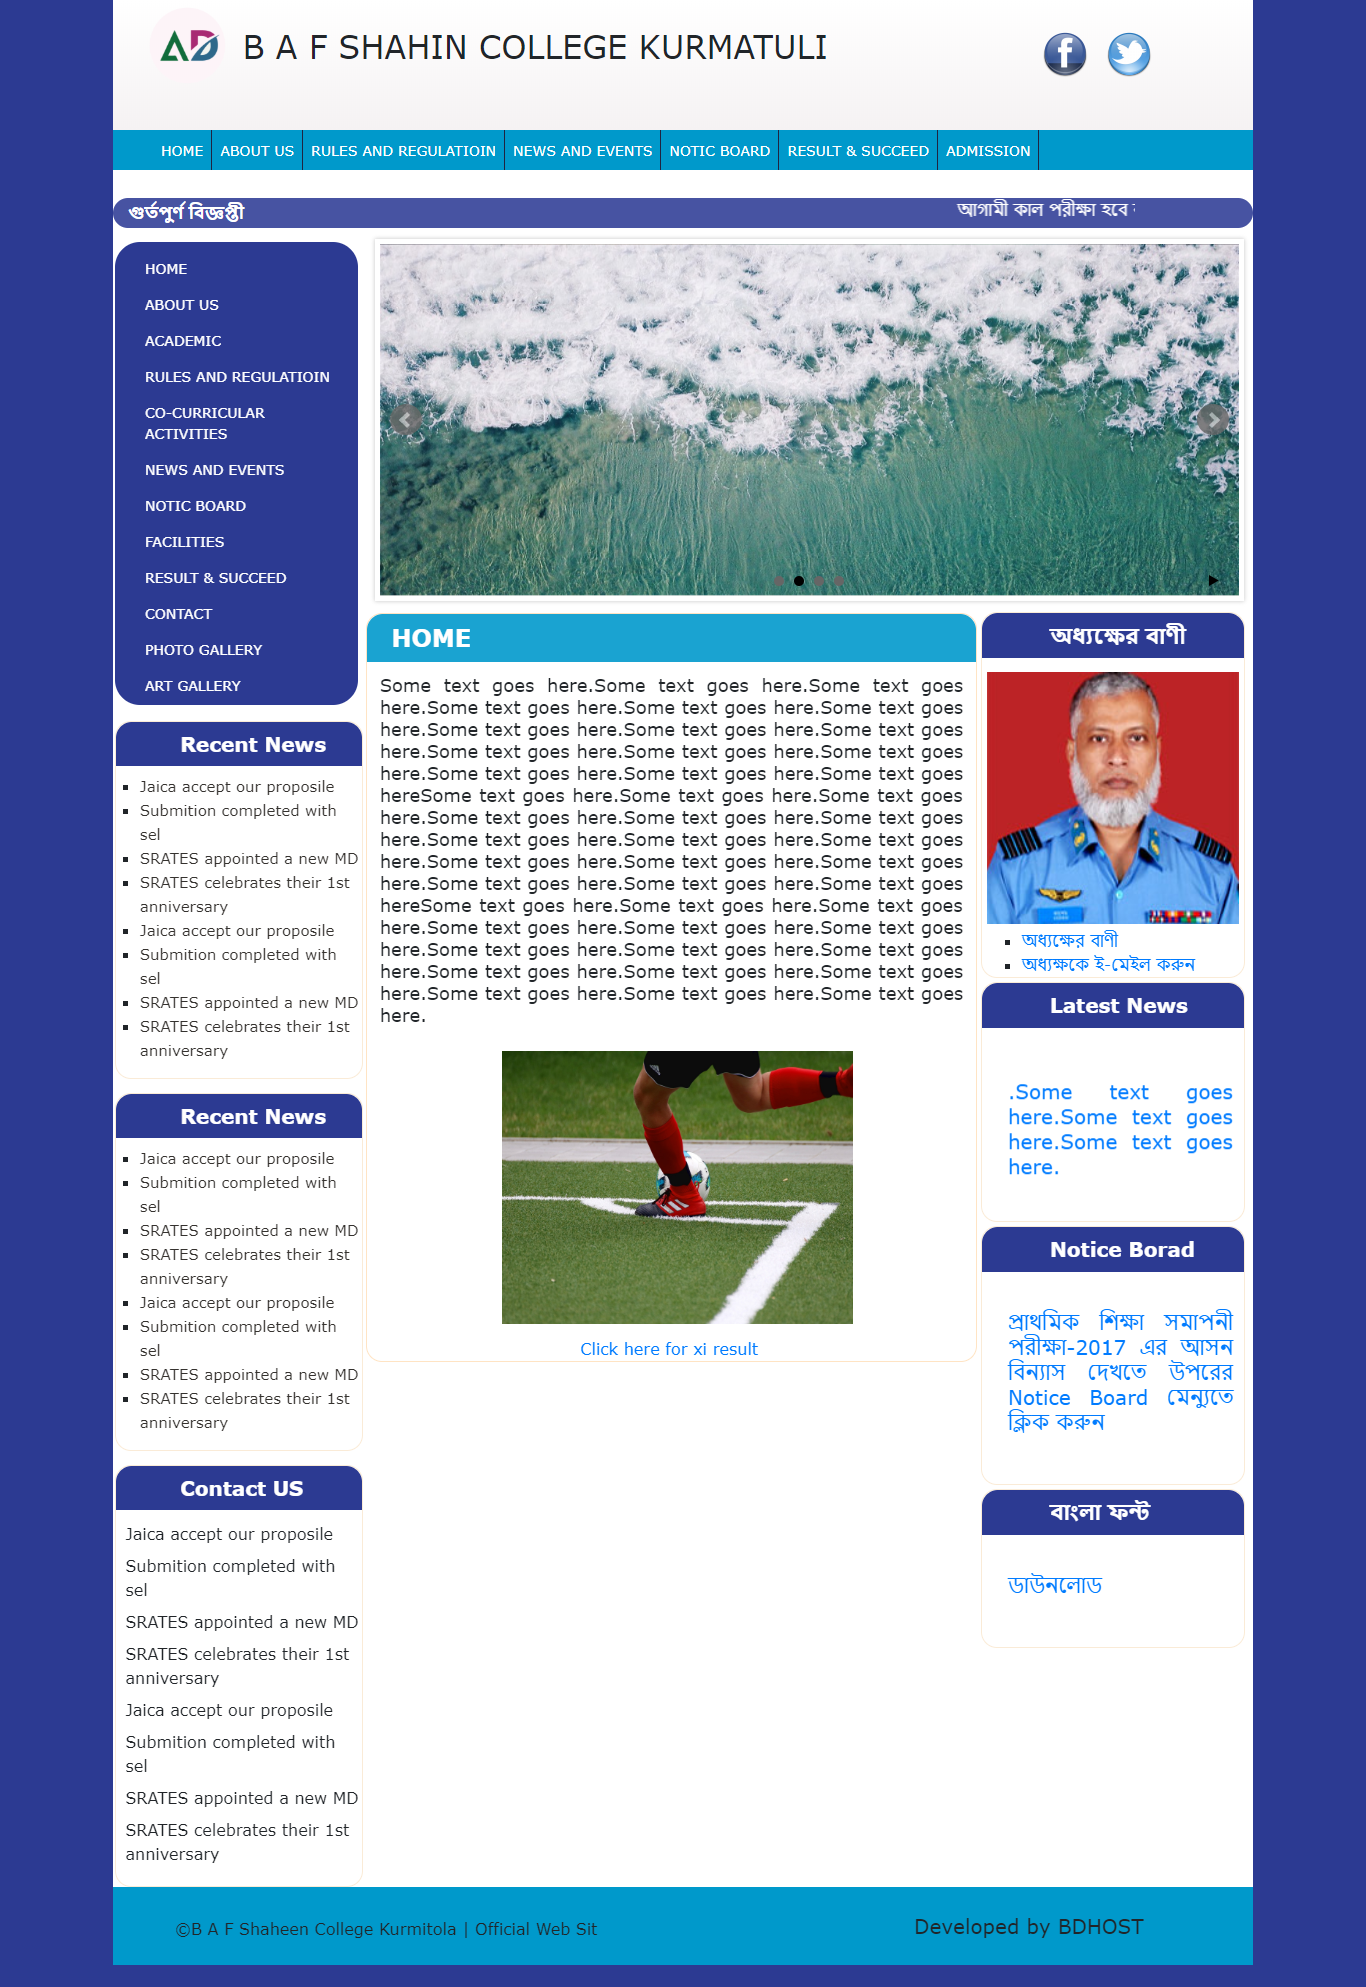 AD
B A F SHAHIN COLLEGE KURMATULI
HOME
ABOUT US
RULES AND REGULATIOIN
NEWS AND EVENTS
NOTIC BOARD
RESULT & SUCCEED
ADMISSION
গুর্তপুর্ণ বিজ্ঞপ্তী
আগামী কাল পরীক্ষা হবে
HOME
ABOUT US
ACADEMIC
RULES AND REGULATIOIN
CO-CURRICULAR
ACTIVITIES
NEWS AND EVENTS
NOTIC BOARD
FACILITIES
RESULT & SUCCEED
CONTACT
PHOTO GALLERY
ART GALLERY
Recent News
Jaica accept our proposile
Submition completed with
sel
SRATES appointed a new MD
SRATES celebrates their 1st
anniversary
Jaica accept our proposile
Submition completed with
sel
SRATES appointed a new MD
SRATES celebrates their 1st
anniversary
Recent News
Jaica accept our proposile
Submition completed with
sel
SRATES appointed a new MD
SRATES celebrates their 1st
anniversary
Jaica accept our proposile
Submition completed with
sel
SRATES appointed a new MD
SRATES celebrates their 1st
anniversary
Contact US
Jaica accept our proposile
Submition completed with
sel
SRATES appointed a new MD
SRATES celebrates their 1st
anniversary
Jaica accept our proposile
Submition completed with
sel
SRATES appointed a new MD
SRATES celebrates their 1st
anniversary
HOME
Some text goes here.Some text goes here.Some text goes
here.Some text goes here.Some text goes here.Some text goes
here.Some text goes here.Some text goes here.Some text goes
here.Some text goes here.Some text goes here.Some text goes
here.Some text goes here.Some text goes here.Some text goes
hereSome text goes here.Some text goes here.Some text goes
here.Some text goes here.Some text goes here.Some text goes
here.Some text goes here.Some text goes here.Some text goes
here.Some text goes here.Some text goes here.Some text goes
here.Some text goes here.Some text goes here.Some text goes
hereSome text goes here.Some text goes here.Some text goes
here.Some text goes here.Some text goes here.Some text goes
here.Some text goes here.Some text goes here.Some text goes
here.Some text goes here.Some text goes here.Some text goes
here.Some text goes here.Some text goes here.Some text goes
here.
Click here for xi result
অধ্যক্ষের বাণী
অধ্যক্ষের বাণী
অধ্যক্ষকে ই-মেইল করুন
Latest News
.Some text goes
here.Some text goes
here.Some text goes
here.
Notice Borad
প্রাথমিক শিক্ষা সমাপনী
পরীক্ষা-2017 এর আসন
বিন্যাস দেখতে উপরের
Notice Board মেন্যুতে
ক্লিক করুন
বাংলা ফন্ট
ডাউনলোড
©B A F Shaheen College Kurmitola | Official Web Sit
Developed by BDHOST